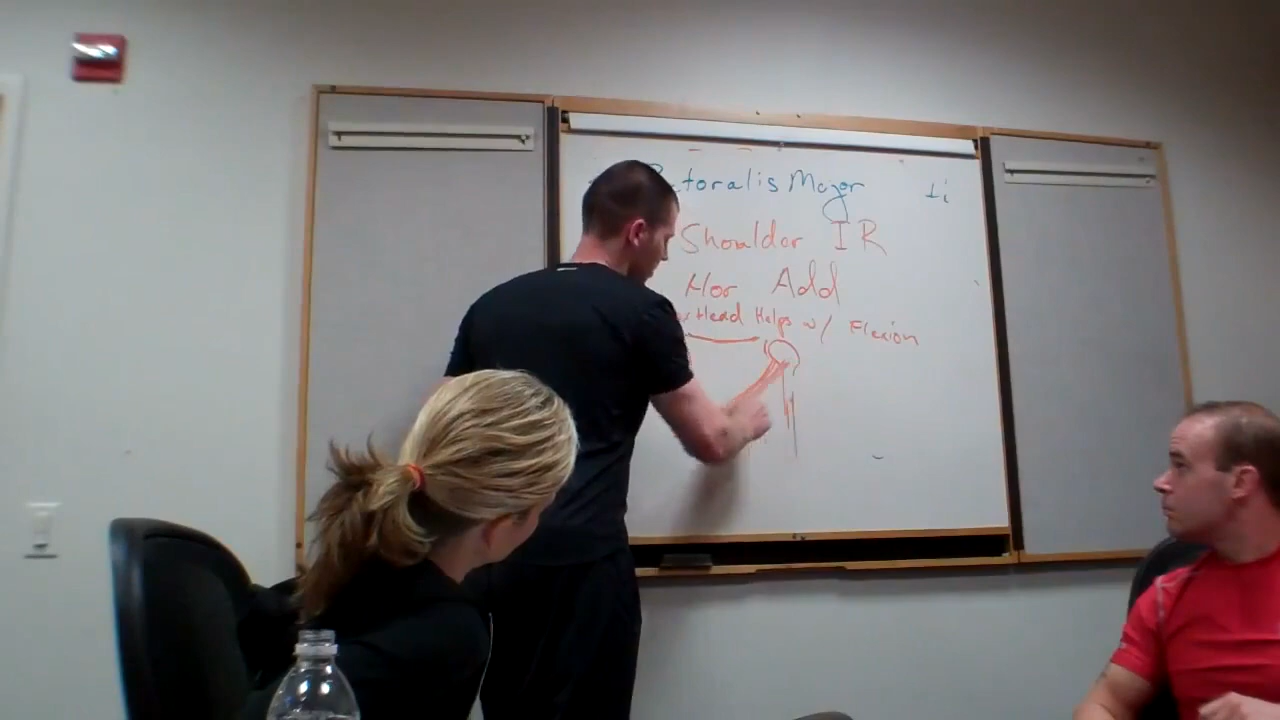 Pectoralis Major
Shoulder IR
Hor Add
Head Helps w/ Flexion